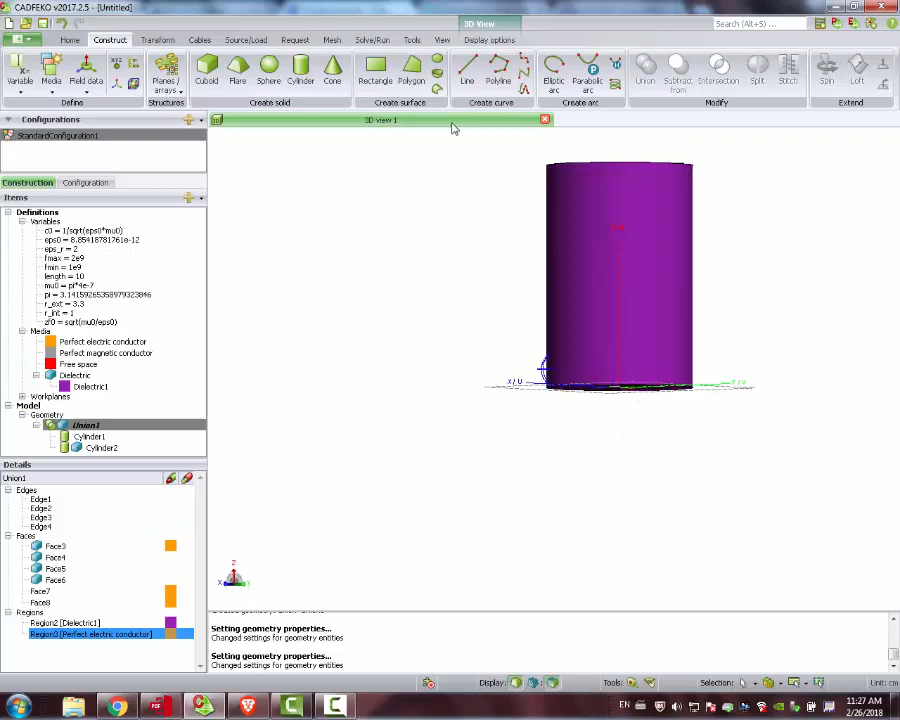 CADFEKO v2017.2.5 - [Untitled]
3D View
Search (Alt+S) . . .
Home Construct Transform Cables Source/Load Request Mesh Solve/Run Tools View Display options
Variable Media Field data Planes / arrays Cuboid Flare Sphere Cylinder Cone Rectangle Polygon Line Polyline Elliptic arc Parabolic arc Union Subtract from Intersection Split Stitch Spin Loft
Define Structures Create solid Create surface Create curve Create arc Modify Extend
Configurations
3D view 1
StandardConfiguration1
Construction Configuration
Items
Definitions
Variables
c0 = 1/sqrt(eps0*mu0)
eps0 = 8.85418781761e-12
eps_r = 2
fmax = 2e9
fmin = 1e9
length = 10
mu0 = pi*4e-7
pi = 3.14159265358979323846
r_ext = 3.3
r_int = 1
zf0 = sqrt(mu0/eps0)
Media
Perfect electric conductor
Perfect magnetic conductor
Free space
Dielectric
Dielectric1
Workplanes
Model
Geometry
Union1
Cylinder1
Cylinder2
Details
Union1
Edges
Edge1
Edge2
Edge3
Edge4
Faces
Face3
Face4
Face5
Face6
Face7
Face8
Regions
Region2 [Dielectric1]
Region3 [Perfect electric conductor]
X/U
Z
X
Y
Setting geometry properties...
Changed settings for geometry entities
Setting geometry properties...
Changed settings for geometry entities
Display: Tools: Selection: Unit: cm
EN
11:27 AM
2/26/2018